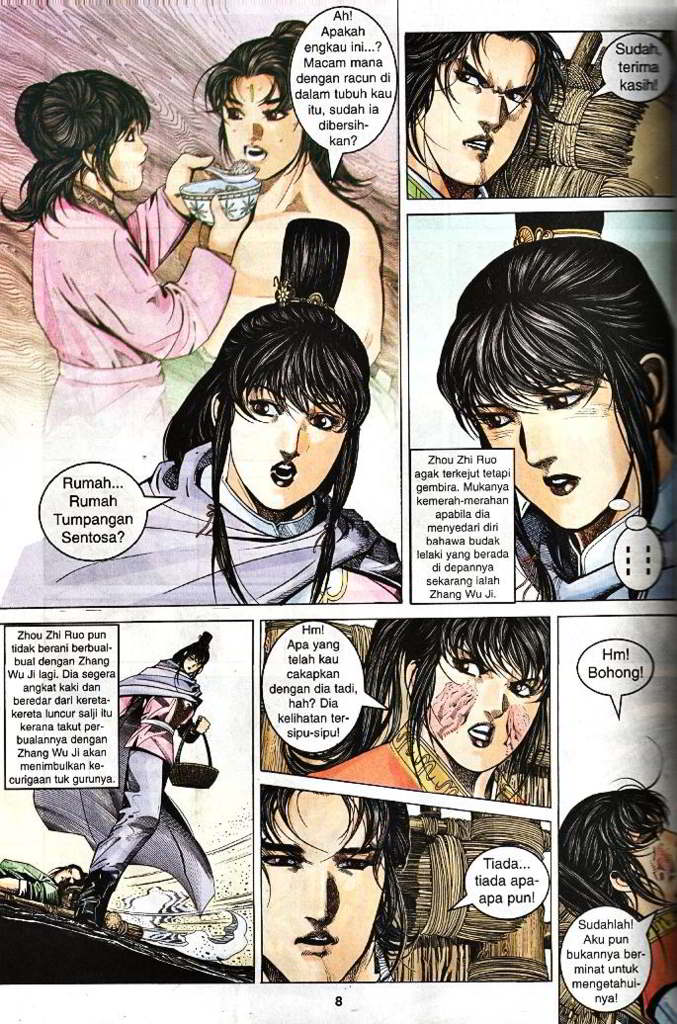 Ah!
Apakah
engkau ini...?
Macam mana
dengan racun di
dalam tubuh kau
itu, sudah ia
dibersih-
kan?
Rumah...
Rumah
Tumpangan
Sentosa?
Sudah,
terima
kasih!
Zhou Zhi Ruo
agak terkejut tetapi
gembira. Mukanya
kemerah-merahan
apabila dia
menyedari diri
bahawa budak
lelaki yang berada
di depannya
sekarang ialah
Zhang Wu Ji.
Zhou Zhi Ruo pun
tidak berani berbual-
bual dengan Zhang
Wu Ji lagi. Dia segera
angkat kaki dan
beredar dari kereta-
kereta luncur salji itu
kerana takut per-
bualannya dengan
Zhang Wu Ji akan
menimbulkan ke-
curigaan tuk gurunya.
Hm!
Apa yang
telah kau
cakapkan
dengan dia tadi,
hah? Dia
kelihatan ter-
sipu-sipu!
Tiada...
tiada apa-
apa pun!
Hm!
Bohong!
Sudahlah!
Aku pun
bukannya ber-
minat untuk
mengetahui-
nya!
8